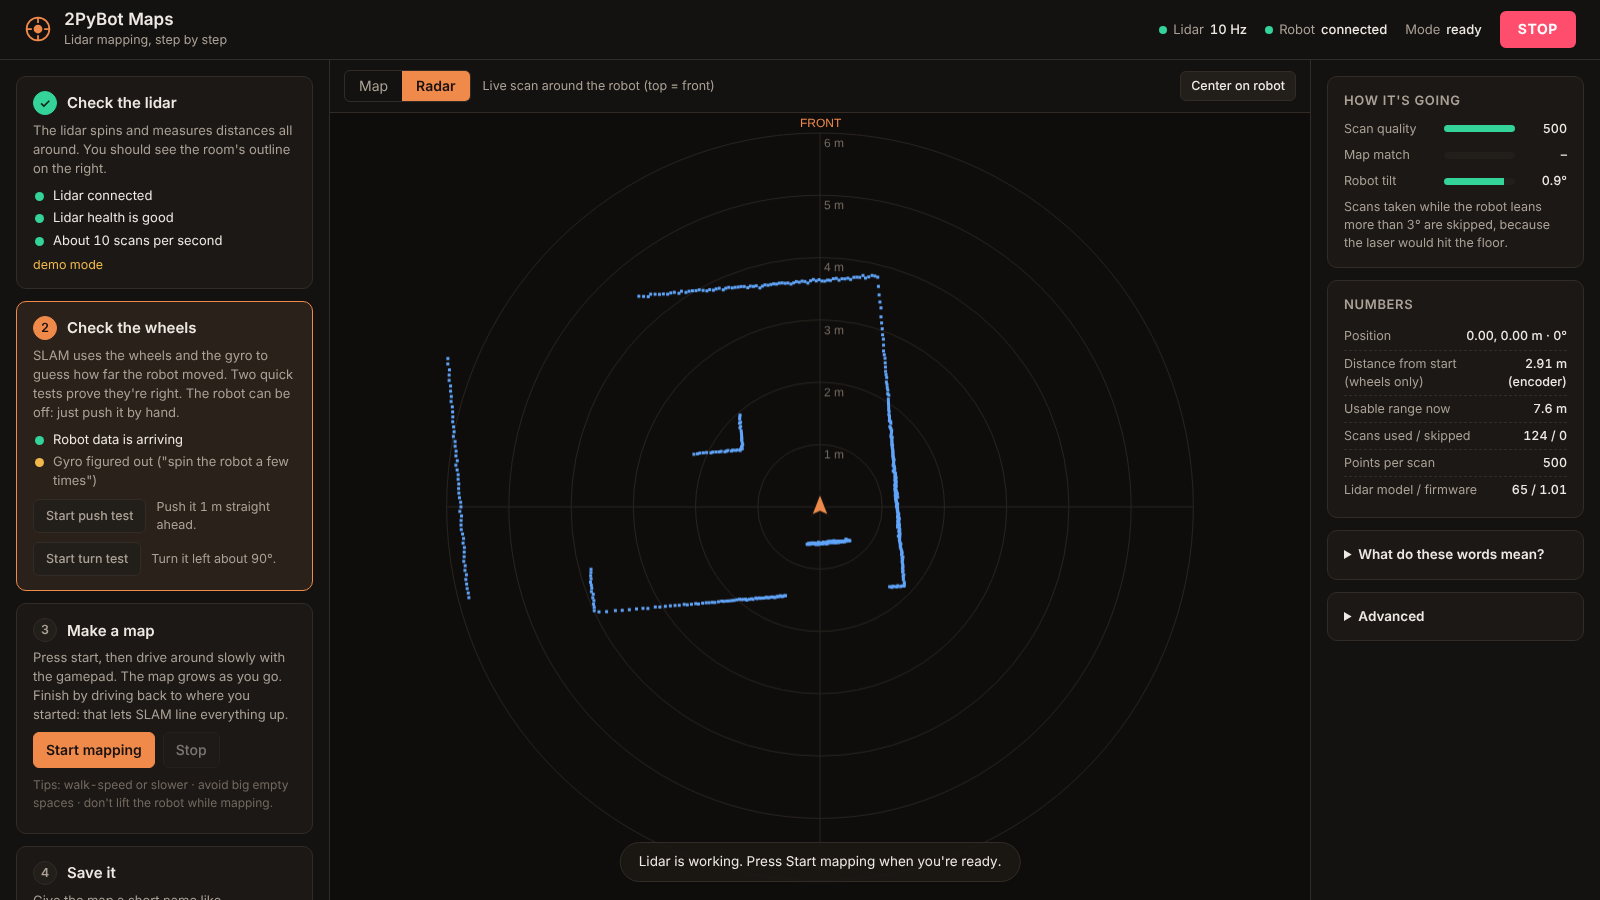 2PyBot Maps
Lidar mapping, step by step
Lidar 10 Hz
Robot connected
Mode ready
STOP
Check the lidar
The lidar spins and measures distances all
around. You should see the room's outline
on the right.
Lidar connected
Lidar health is good
About 10 scans per second
demo mode
2 Check the wheels
SLAM uses the wheels and the gyro to
guess how far the robot moved. Two quick
tests prove they're right. The robot can be
off: just push it by hand.
Robot data is arriving
Gyro figured out ("spin the robot a few
times")
Start push test
Push it 1 m straight
ahead.
Start turn test
Turn it left about 90°.
3 Make a map
Press start, then drive around slowly with
the gamepad. The map grows as you go.
Finish by driving back to where you
started: that lets SLAM line everything up.
Start mapping
Stop
Tips: walk-speed or slower · avoid big empty
spaces · don't lift the robot while mapping.
4 Save it
Give the map a short name like
Map
Radar
Live scan around the robot (top = front)
Center on robot
FRONT
6 m
5 m
4 m
3 m
2 m
1 m
Lidar is working. Press Start mapping when you're ready.
HOW IT'S GOING
Scan quality 500
Map match –
Robot tilt 0.9°
Scans taken while the robot leans
more than 3° are skipped, because
the laser would hit the floor.
NUMBERS
Position 0.00, 0.00 m · 0°
Distance from start 2.91 m
(wheels only) (encoder)
Usable range now 7.6 m
Scans used / skipped 124 / 0
Points per scan 500
Lidar model / firmware 65 / 1.01
What do these words mean?
Advanced